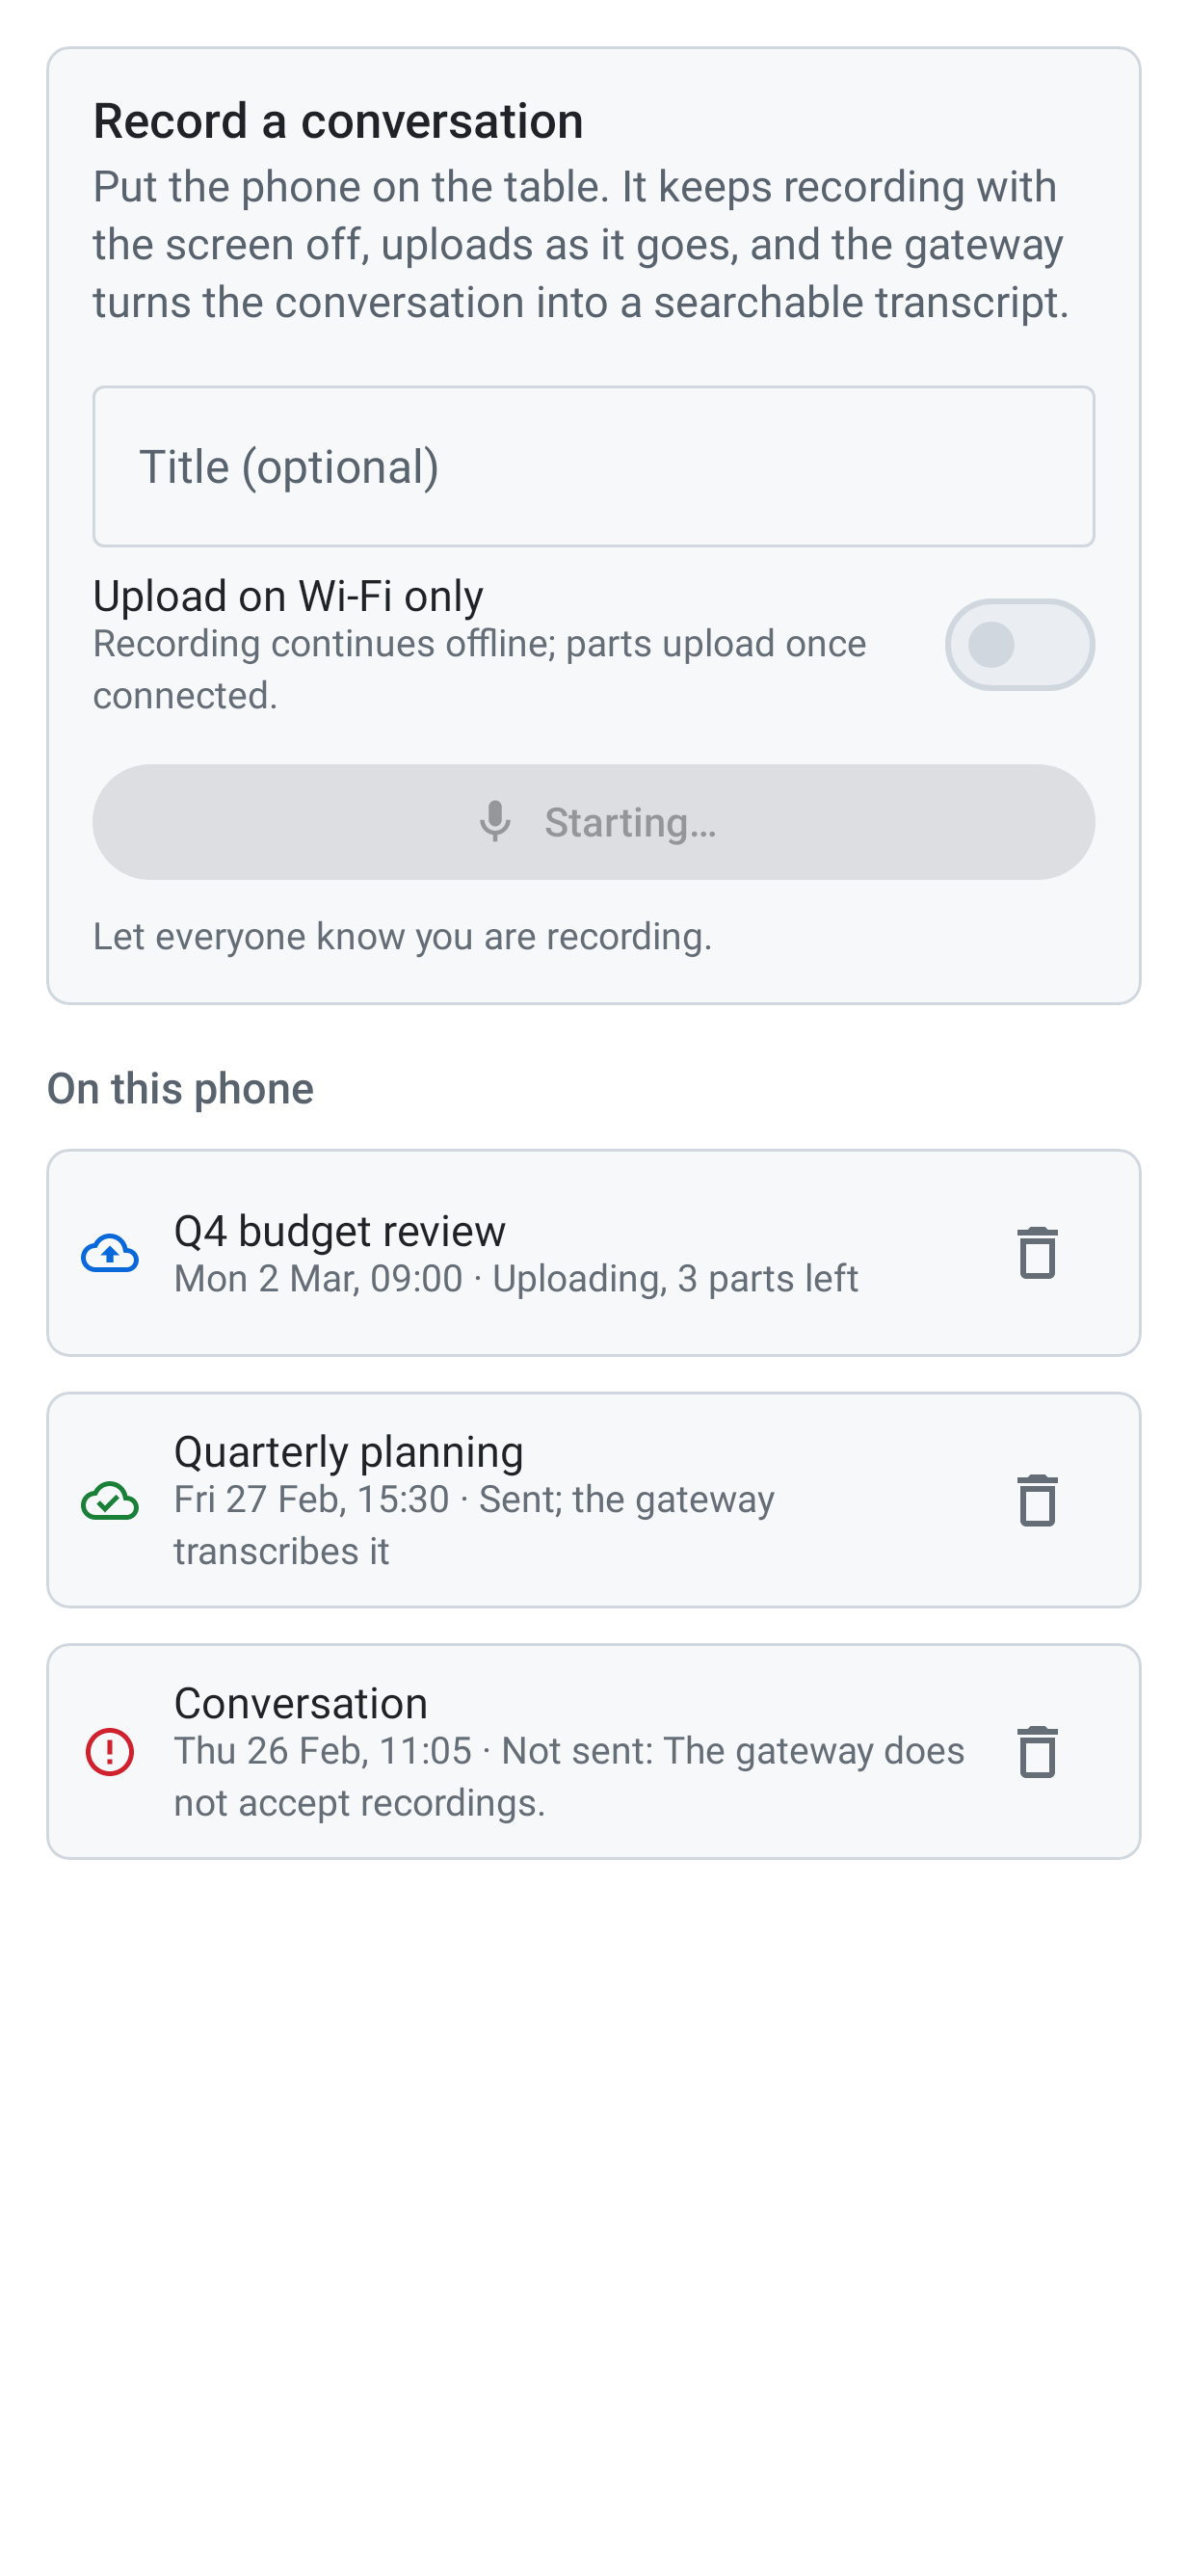 Record a conversation
Put the phone on the table. It keeps recording with
the screen off, uploads as it goes, and the gateway
turns the conversation into a searchable transcript.
Title (optional)
Upload on Wi-Fi only
Recording continues offline; parts upload once
connected.
Starting…
Let everyone know you are recording.
On this phone
Q4 budget review
Mon 2 Mar, 09:00 · Uploading, 3 parts left
Quarterly planning
Fri 27 Feb, 15:30 · Sent; the gateway
transcribes it
Conversation
Thu 26 Feb, 11:05 · Not sent: The gateway does
not accept recordings.